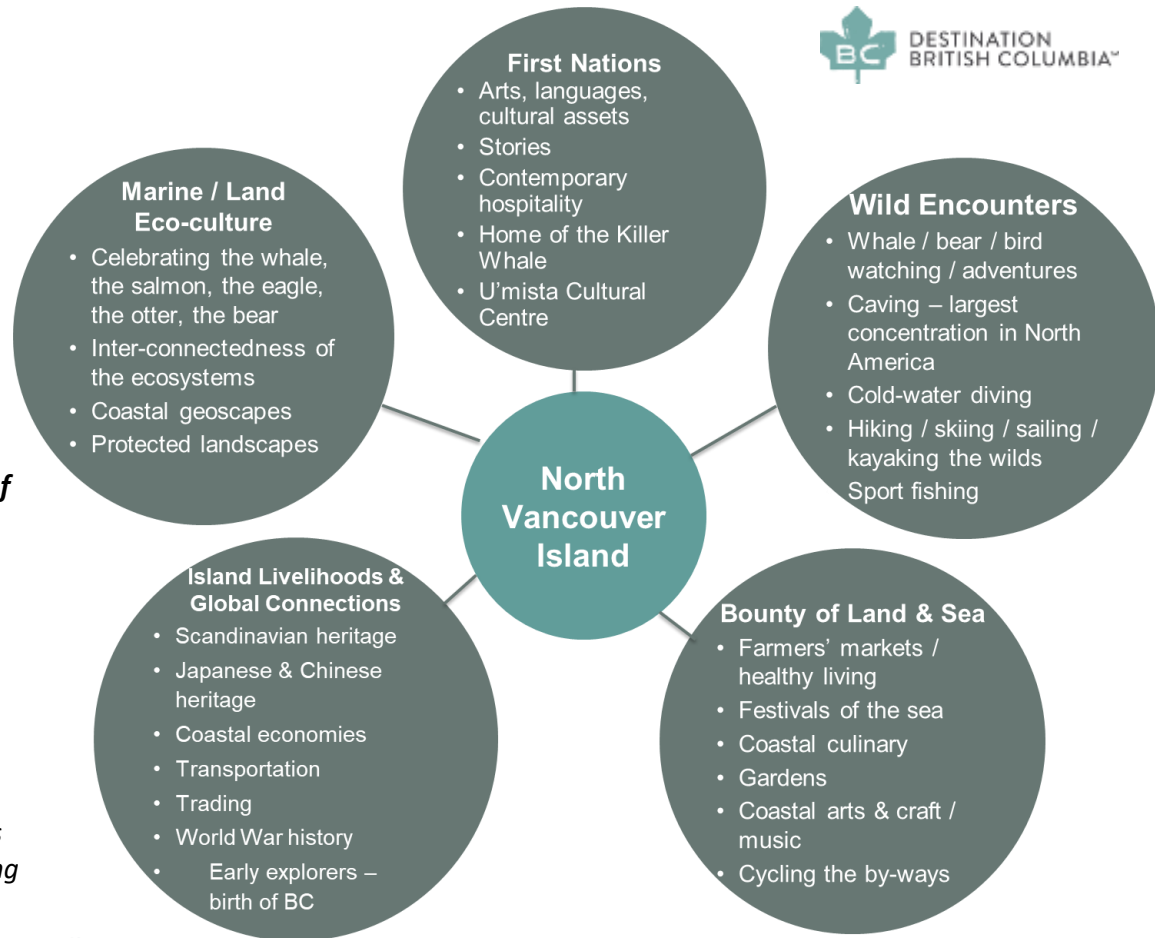 BC
DESTINATION
BRITISH COLUMBIA℠
First Nations
• Arts, languages,
cultural assets
• Stories
• Contemporary
hospitality
• Home of the Killer
Whale
• U’mista Cultural
Centre
Marine / Land
Eco-culture
• Celebrating the whale,
the salmon, the eagle,
the otter, the bear
• Inter-connectedness of
the ecosystems
• Coastal geoscapes
• Protected landscapes
Wild Encounters
• Whale / bear / bird
watching / adventures
• Caving – largest
concentration in North
America
• Cold-water diving
• Hiking / skiing / sailing /
kayaking the wilds
Sport fishing
North
Vancouver
Island
Island Livelihoods &
Global Connections
• Scandinavian heritage
• Japanese & Chinese
heritage
• Coastal economies
• Transportation
• Trading
• World War history
• Early explorers –
birth of BC
Bounty of Land & Sea
• Farmers’ markets /
healthy living
• Festivals of the sea
• Coastal culinary
• Gardens
• Coastal arts & craft /
music
• Cycling the by-ways